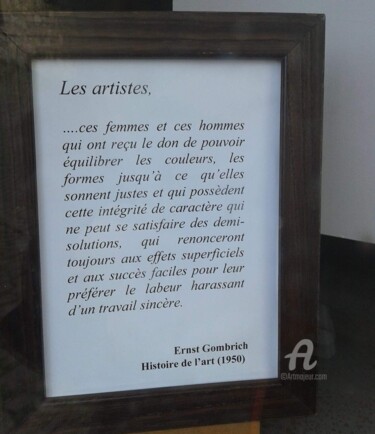 Les artistes,
....ces femmes et ces hommes
qui ont reçu le don de pouvoir
équilibrer les couleurs, les
formes jusqu'à ce qu'elles
sonnent justes et qui possèdent
cette intégrité de caractère qui
ne peut se satisfaire des demi-
solutions, qui renonceront
toujours aux effets superficiels
et aux succès faciles pour leur
préférer le labeur harassant
d'un travail sincère.
Ernst Gombrich
Histoire de l'art (1950)
A
©Artmajeur.com